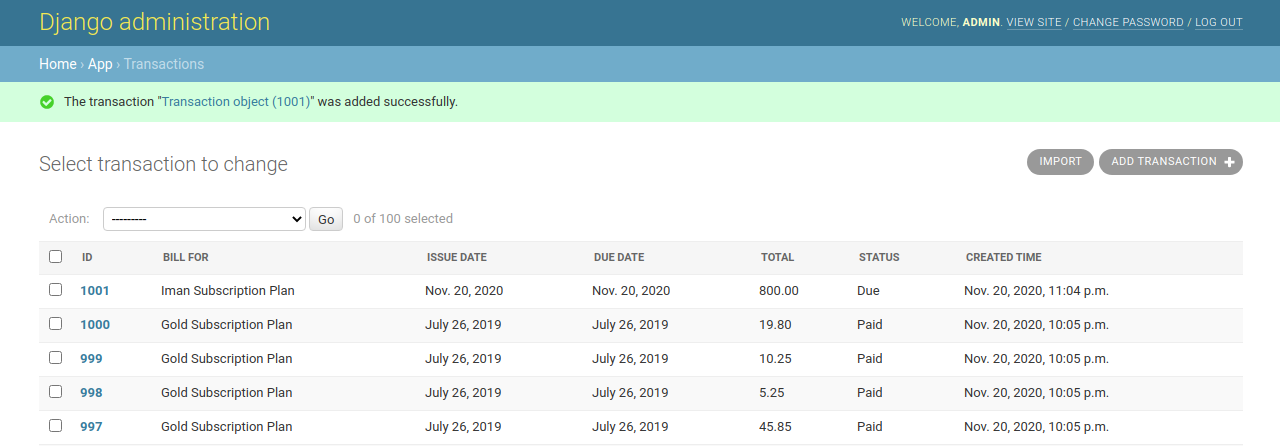 Django administration
WELCOME, ADMIN. VIEW SITE / CHANGE PASSWORD / LOG OUT
Home › App › Transactions
The transaction "Transaction object (1001)" was added successfully.
Select transaction to change
IMPORT
ADD TRANSACTION
Action: --------- Go 0 of 100 selected
ID BILL FOR ISSUE DATE DUE DATE TOTAL STATUS CREATED TIME
1001 Iman Subscription Plan Nov. 20, 2020 Nov. 20, 2020 800.00 Due Nov. 20, 2020, 11:04 p.m.
1000 Gold Subscription Plan July 26, 2019 July 26, 2019 19.80 Paid Nov. 20, 2020, 10:05 p.m.
999 Gold Subscription Plan July 26, 2019 July 26, 2019 10.25 Paid Nov. 20, 2020, 10:05 p.m.
998 Gold Subscription Plan July 26, 2019 July 26, 2019 5.25 Paid Nov. 20, 2020, 10:05 p.m.
997 Gold Subscription Plan July 26, 2019 July 26, 2019 45.85 Paid Nov. 20, 2020, 10:05 p.m.